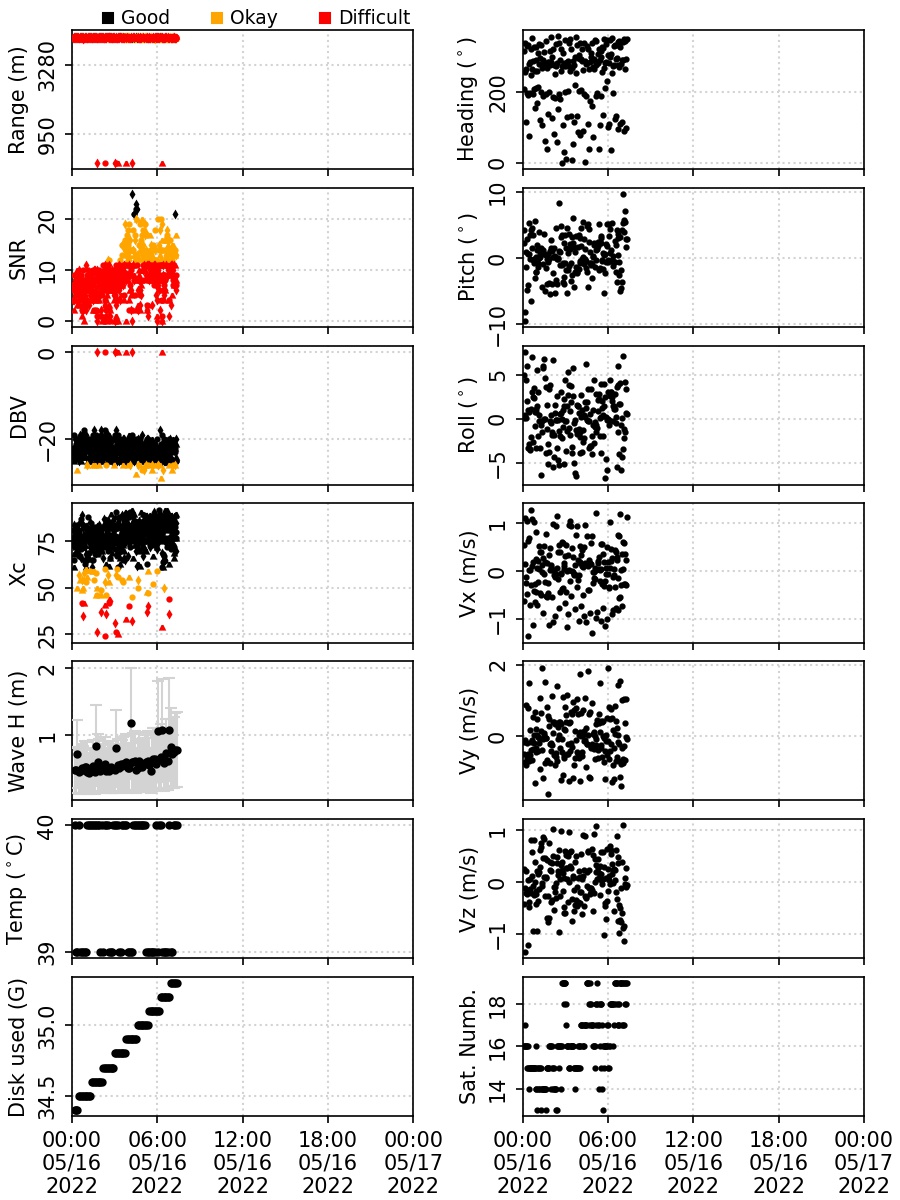 Good Okay Difficult
Range (m)
3280
950
Heading (°)
200
0
SNR
20
10
0
Pitch (°)
10
0
−10
DBV
0
−20
Roll (°)
5
0
−5
Xc
75
50
25
Vx (m/s)
1
0
−1
Wave H (m)
2
1
Vy (m/s)
2
0
Temp (°C)
40
39
Vz (m/s)
1
0
−1
Disk used (G)
35.0
34.5
Sat. Numb.
18
16
14
00:00 06:00 12:00 18:00 00:00
05/16 05/16 05/16 05/16 05/17
2022 2022 2022 2022 2022
00:00 06:00 12:00 18:00 00:00
05/16 05/16 05/16 05/16 05/17
2022 2022 2022 2022 2022